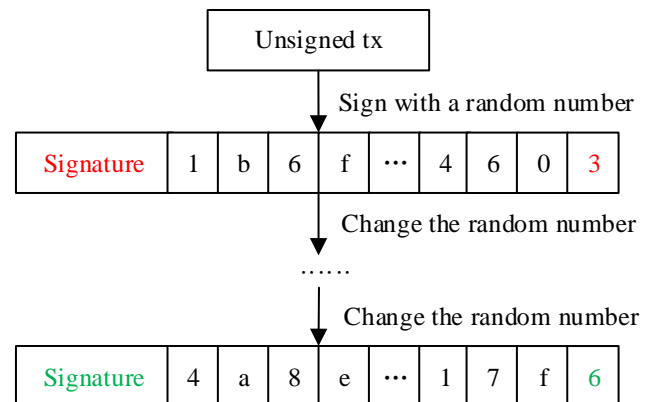 Unsigned tx
Sign with a random number
Signature 1 b 6 f ··· 4 6 0 3
Change the random number
······
Change the random number
Signature 4 a 8 e ··· 1 7 f 6